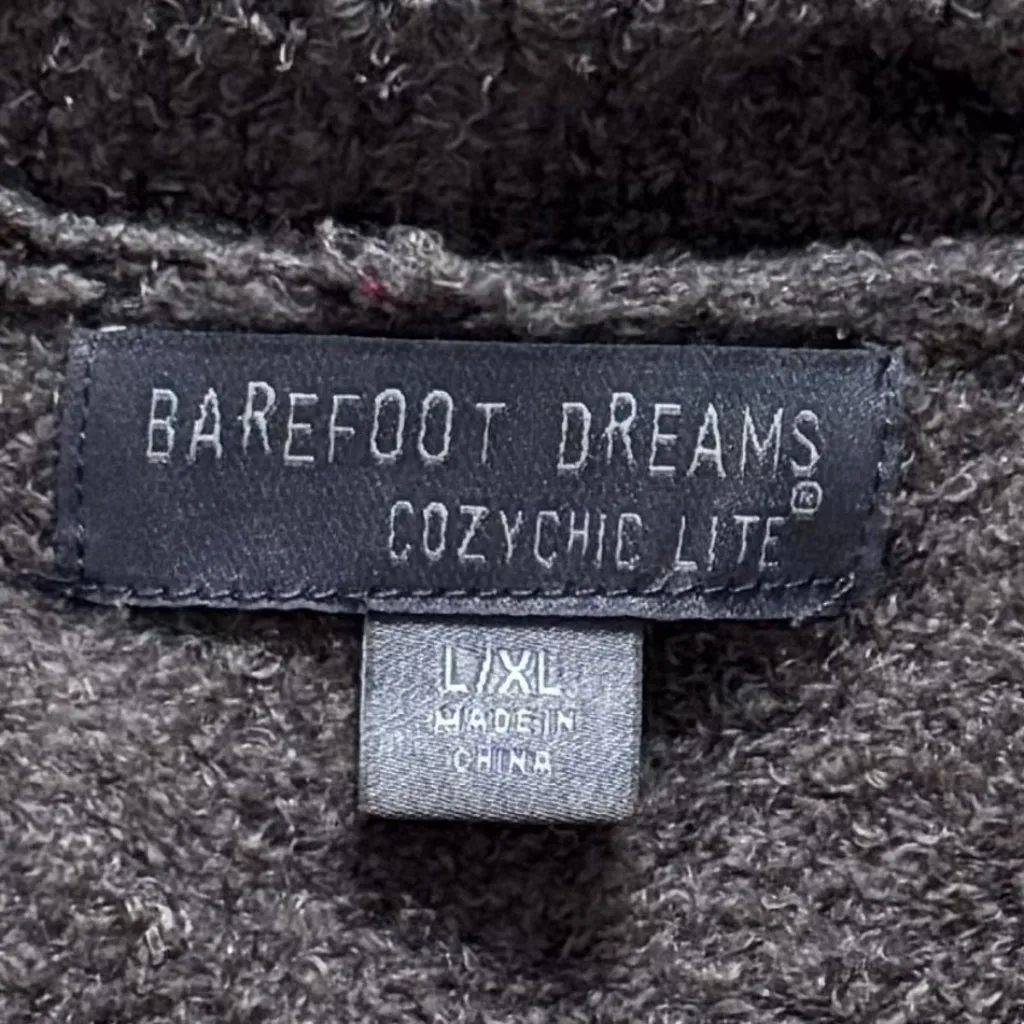 BAREFOOT DREAMS
®
COZYCHIC LITE
L/XL
MADE IN
CHINA